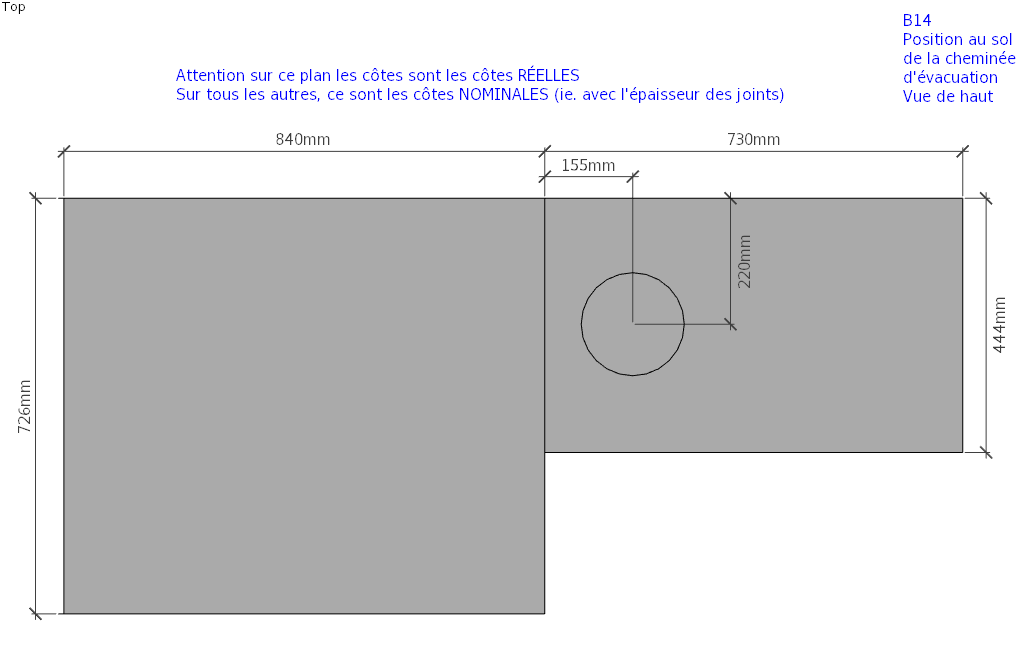 Top
B14
Position au sol
de la cheminée
d'évacuation
Vue de haut
Attention sur ce plan les côtes sont les côtes RÉELLES
Sur tous les autres, ce sont les côtes NOMINALES (ie. avec l'épaisseur des joints)
840mm
730mm
155mm
220mm
444mm
726mm